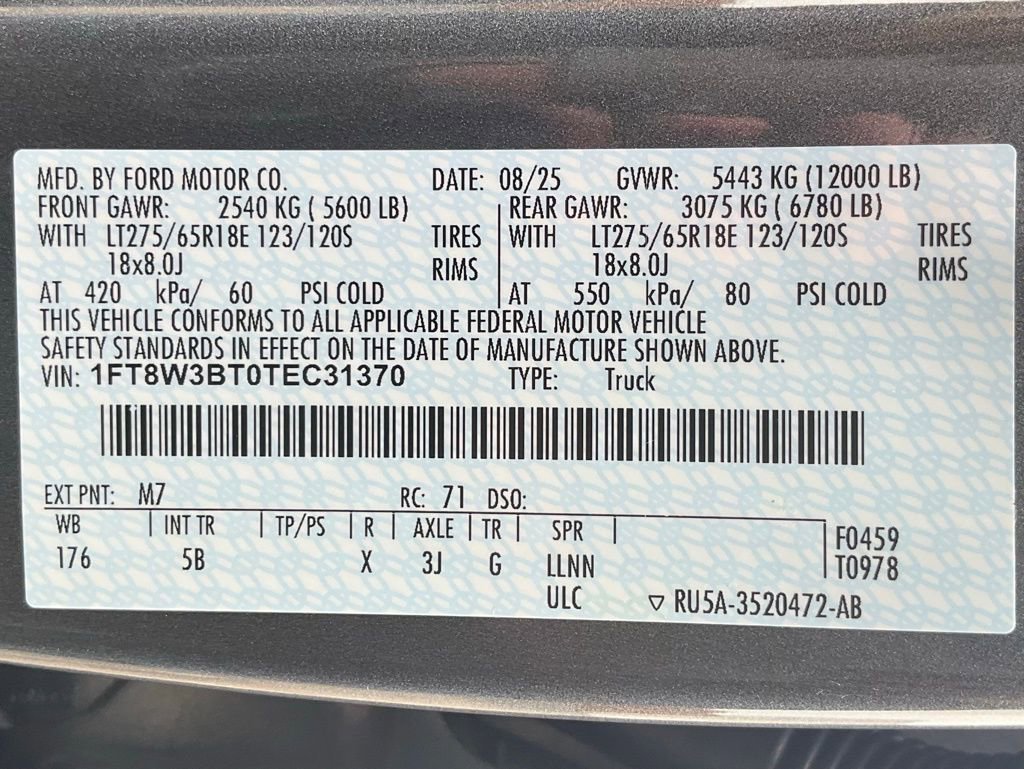 MFD. BY FORD MOTOR CO. DATE: 08/25 GVWR: 5443 KG (12000 LB)
FRONT GAWR: 2540 KG ( 5600 LB) REAR GAWR: 3075 KG ( 6780 LB)
WITH LT275/65R18E 123/120S TIRES WITH LT275/65R18E 123/120S TIRES
18x8.0J RIMS 18x8.0J RIMS
AT 420 kPa/ 60 PSI COLD AT 550 kPa/ 80 PSI COLD
THIS VEHICLE CONFORMS TO ALL APPLICABLE FEDERAL MOTOR VEHICLE
SAFETY STANDARDS IN EFFECT ON THE DATE OF MANUFACTURE SHOWN ABOVE.
VIN: 1FT8W3BT0TEC31370 TYPE: Truck
EXT PNT: M7 RC: 71 DSO:
WB INT TR TP/PS R AXLE TR SPR F0459
176 5B X 3J G LLNN T0978
ULC ▽ RU5A-3520472-AB